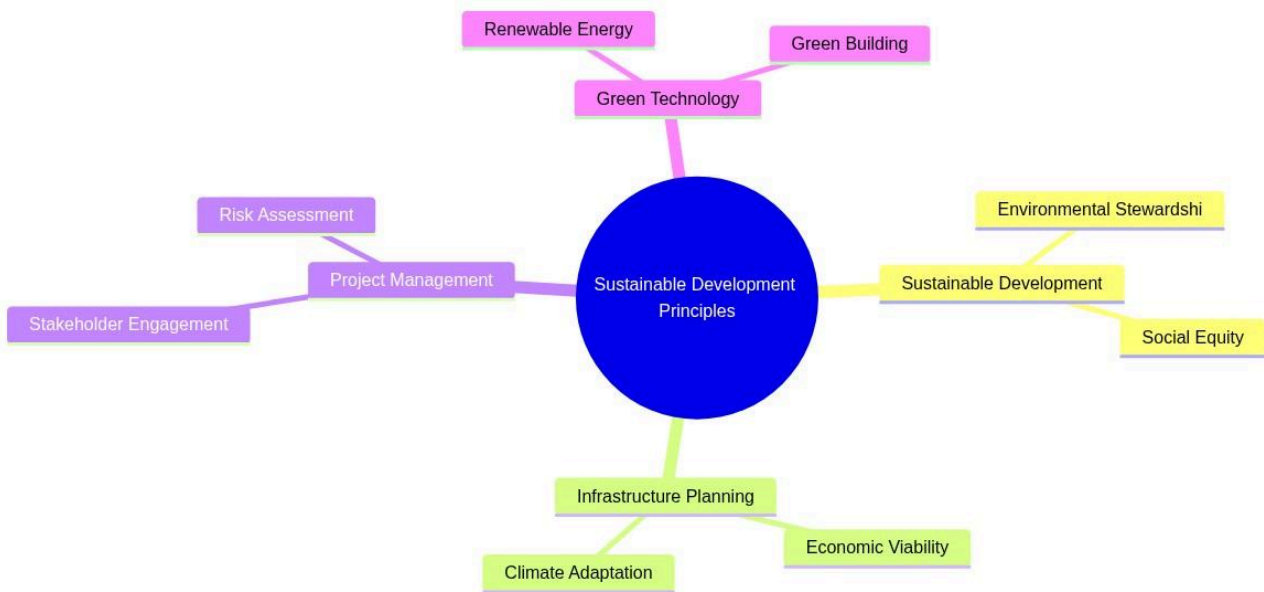 Renewable Energy
Green Building
Green Technology
Risk Assessment
Environmental Stewardshi
Project Management
Sustainable Development
Principles
Sustainable Development
Stakeholder Engagement
Social Equity
Infrastructure Planning
Economic Viability
Climate Adaptation